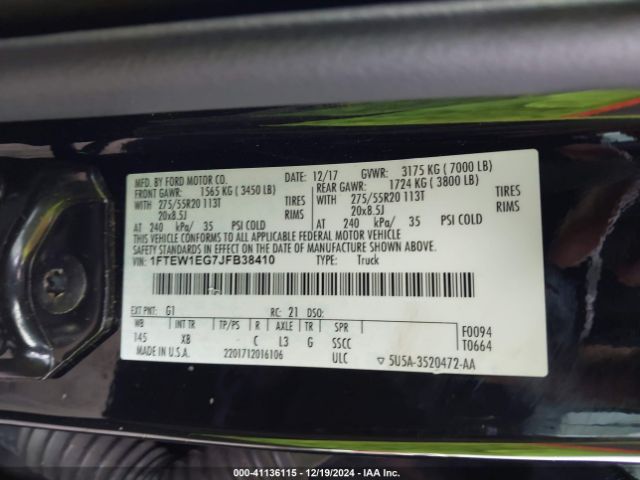 MFD. BY FORD MOTOR CO. 12/17 GVWR: 3175 KG ( 7000 LB)
FRONT GAWR: 1565 KG ( 3450 LB) REAR GAWR: 1724 KG ( 3800 LB)
WITH 275/55R20 113T TIRES WITH 275/55R20 113T TIRES
20x8.5J RIMS 20x8.5J RIMS
AT 240 kPa/ 35 PSI COLD AT 240 kPa/ 35 PSI COLD
THIS VEHICLE CONFORMS TO ALL APPLICABLE FEDERAL MOTOR VEHICLE
SAFETY STANDARDS IN EFFECT ON THE DATE OF MANUFACTURE SHOWN ABOVE.
VIN: 1FTEW1EG7JFB38410 TYPE: Truck
EXT PNT: G1 RC: 21 DSO:
WB INT TR TP/PS R AXLE TR SPR F0094
145 XB - C L3 G SSCC T0664
MADE IN U.S.A. 2201712016106 ULC ▽ 5U5A-3520472-AA
000-41136115 - 12/19/2024 - IAA Inc.